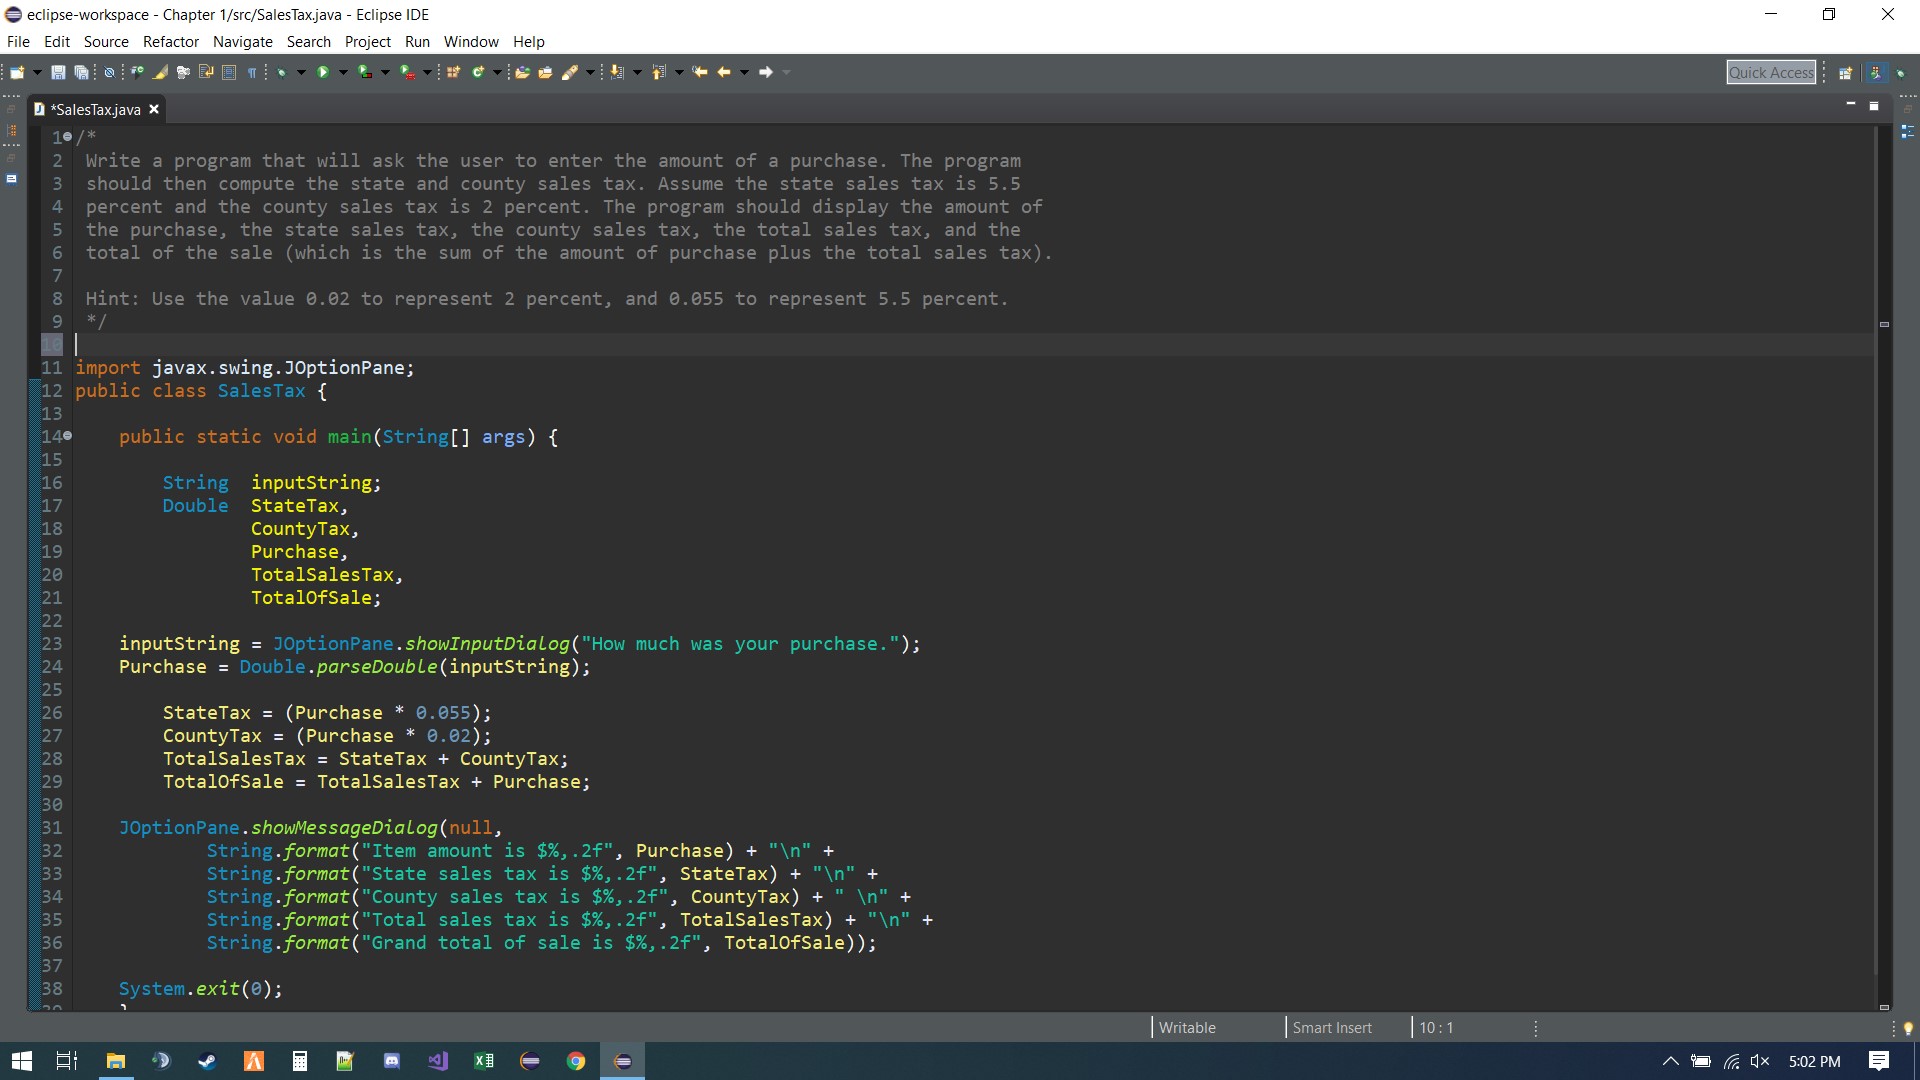 eclipse-workspace - Chapter 1/src/SalesTax.java - Eclipse IDE
File Edit Source Refactor Navigate Search Project Run Window Help
Quick Access
*SalesTax.java
1 /*
2 Write a program that will ask the user to enter the amount of a purchase. The program
3 should then compute the state and county sales tax. Assume the state sales tax is 5.5
4 percent and the county sales tax is 2 percent. The program should display the amount of
5 the purchase, the state sales tax, the county sales tax, the total sales tax, and the
6 total of the sale (which is the sum of the amount of purchase plus the total sales tax).
7
8 Hint: Use the value 0.02 to represent 2 percent, and 0.055 to represent 5.5 percent.
9 */
10
11 import javax.swing.JOptionPane;
12 public class SalesTax {
13
14 public static void main(String[] args) {
15
16 String inputString;
17 Double StateTax,
18 CountyTax,
19 Purchase,
20 TotalSalesTax,
21 TotalOfSale;
22
23 inputString = JOptionPane.showInputDialog("How much was your purchase.");
24 Purchase = Double.parseDouble(inputString);
25
26 StateTax = (Purchase * 0.055);
27 CountyTax = (Purchase * 0.02);
28 TotalSalesTax = StateTax + CountyTax;
29 TotalOfSale = TotalSalesTax + Purchase;
30
31 JOptionPane.showMessageDialog(null,
32 String.format("Item amount is $%,.2f", Purchase) + "\n" +
33 String.format("State sales tax is $%,.2f", StateTax) + "\n" +
34 String.format("County sales tax is $%,.2f", CountyTax) + " \n" +
35 String.format("Total sales tax is $%,.2f", TotalSalesTax) + "\n" +
36 String.format("Grand total of sale is $%,.2f", TotalOfSale));
37
38 System.exit(0);
Writable Smart Insert 10 : 1
5:02 PM